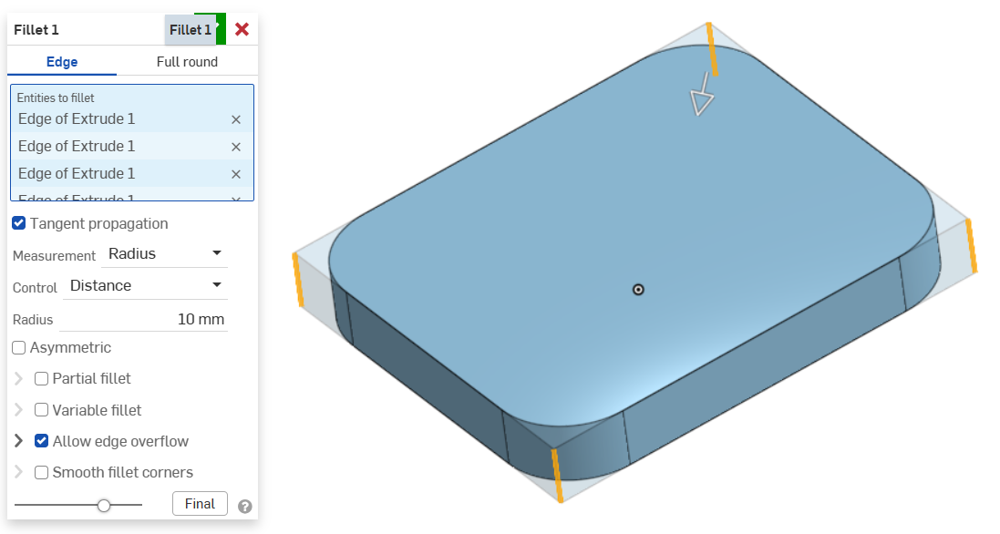 Fillet 1
Fillet 1
Edge
Full round
Entities to fillet
Edge of Extrude 1
Edge of Extrude 1
Edge of Extrude 1
Edge of Extrude 1
Tangent propagation
Measurement Radius
Control Distance
Radius 10 mm
Asymmetric
Partial fillet
Variable fillet
Allow edge overflow
Smooth fillet corners
Final
?